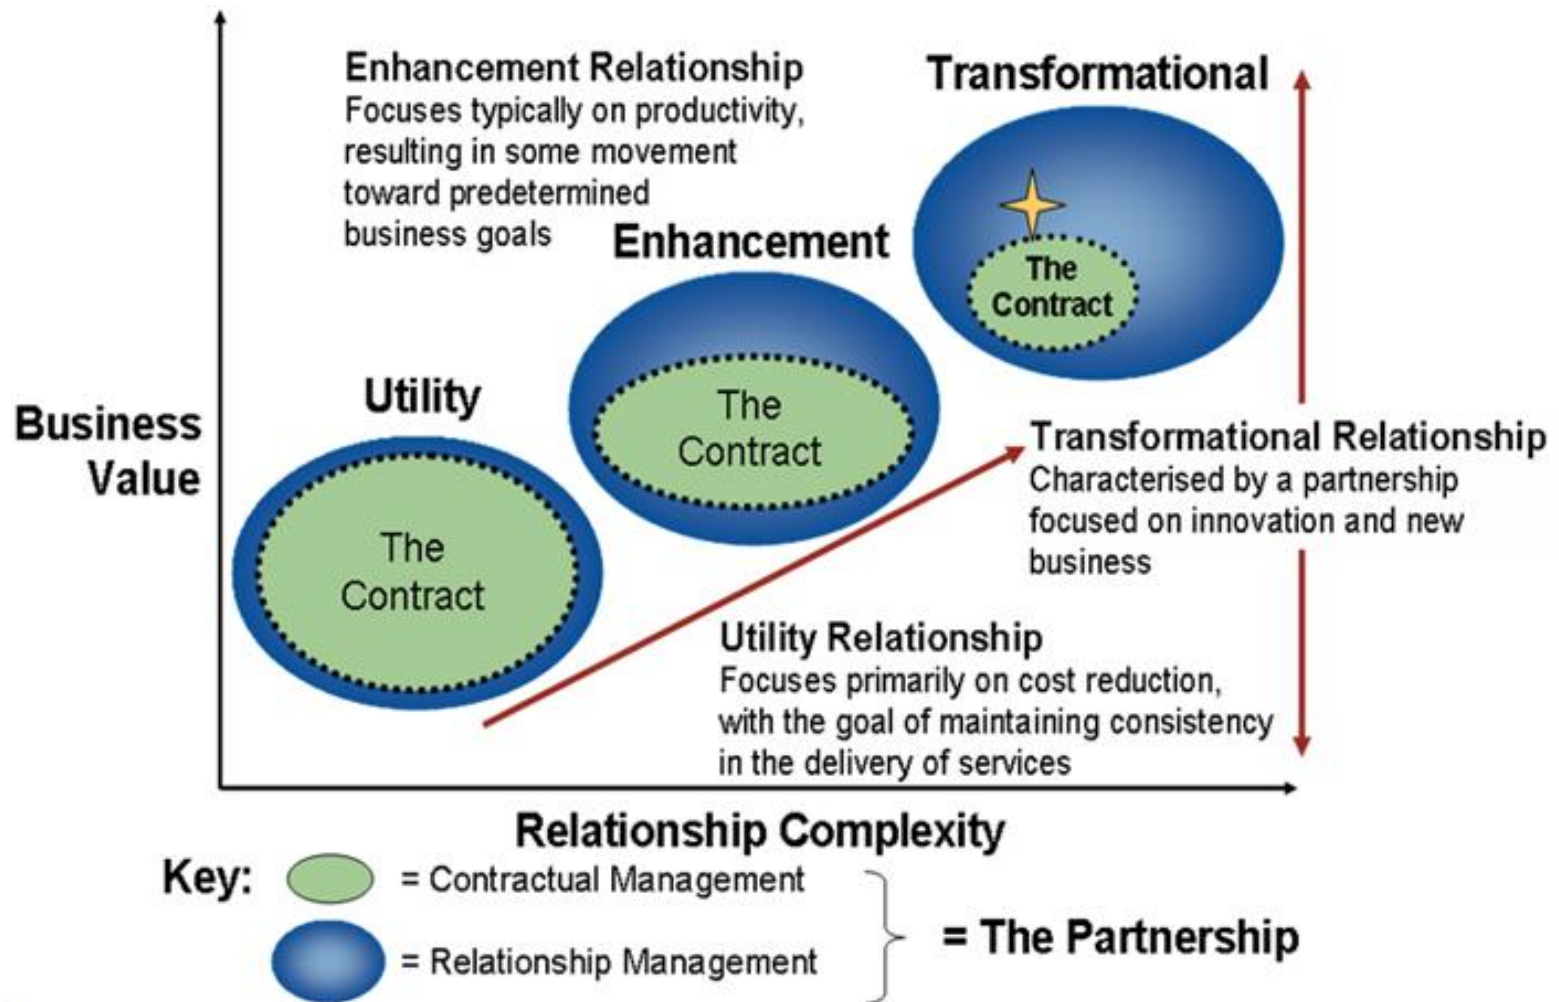 Enhancement Relationship
Focuses typically on productivity,
resulting in some movement
toward predetermined
business goals
Transformational
The
Contract
Enhancement
The
Contract
Utility
The
Contract
Business
Value
Transformational Relationship
Characterised by a partnership
focused on innovation and new
business
Utility Relationship
Focuses primarily on cost reduction,
with the goal of maintaining consistency
in the delivery of services
Relationship Complexity
Key:
= Contractual Management
= Relationship Management
= The Partnership